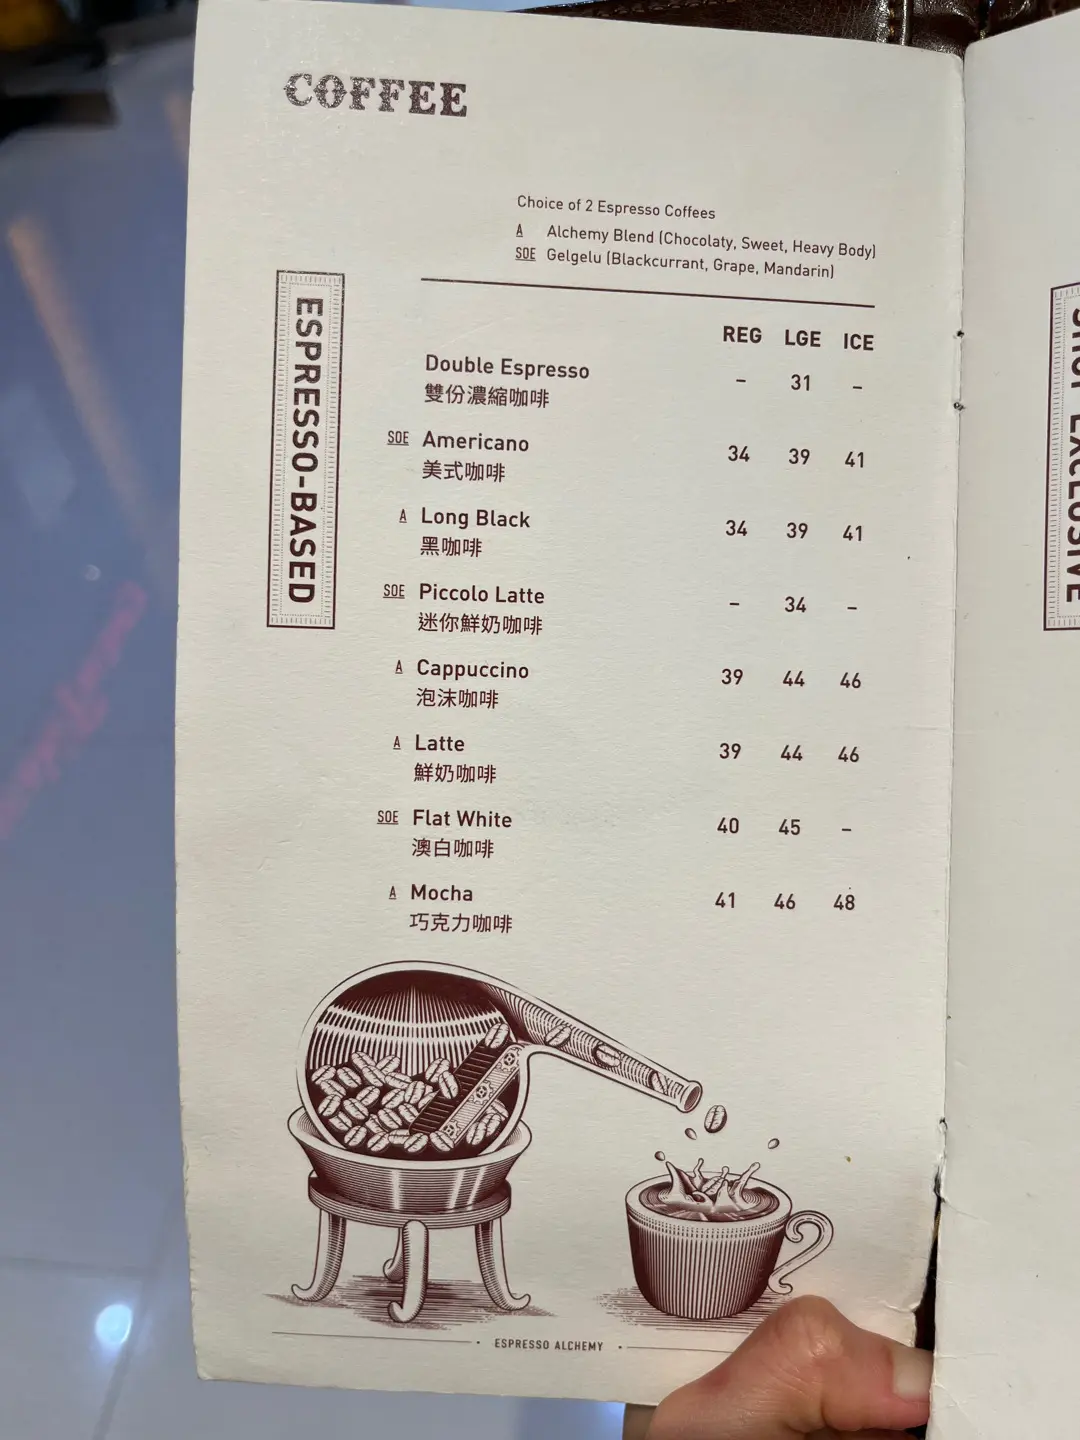 COFFEE
Choice of 2 Espresso Coffees
A Alchemy Blend (Chocolaty, Sweet, Heavy Body)
SOE Gelgelu (Blackcurrant, Grape, Mandarin)
ESPRESSO-BASED
REG LGE ICE
Double Espresso – 31 –
雙份濃縮咖啡
SOE Americano 34 39 41
美式咖啡
A Long Black 34 39 41
黑咖啡
SOE Piccolo Latte – 34 –
迷你鮮奶咖啡
A Cappuccino 39 44 46
泡沫咖啡
A Latte 39 44 46
鮮奶咖啡
SOE Flat White 40 45 –
澳白咖啡
A Mocha 41 46 48
巧克力咖啡
ESPRESSO ALCHEMY
EXCLUSIVE